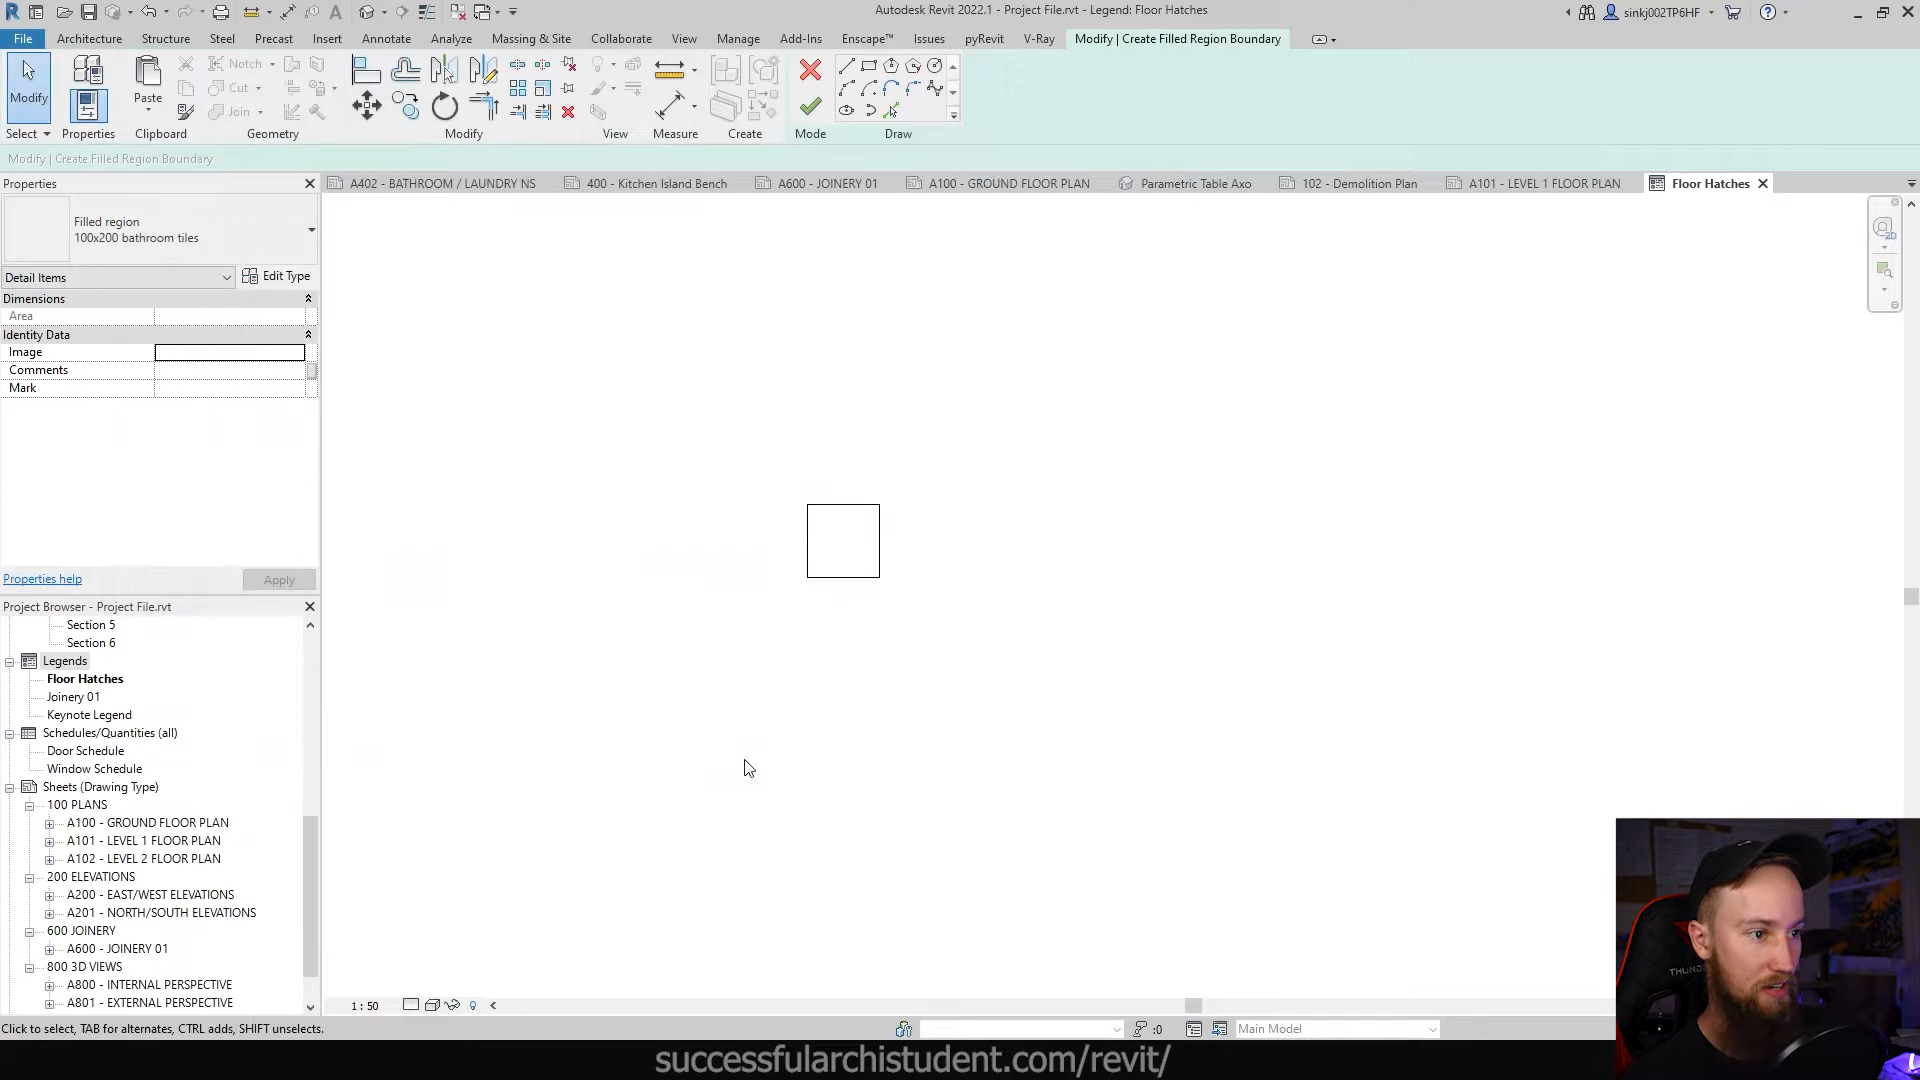 Autodesk Revit 2022.1 - Project File.rvt - Legend: Floor Hatches
sinkj002TP6HF
File Architecture Structure Steel Precast Insert Annotate Analyze Massing & Site Collaborate View Manage Add-Ins Enscape™ Issues pyRevit V-Ray Modify | Create Filled Region Boundary
Modify
Paste
Notch
Cut
Join
Select Properties Clipboard Geometry Modify View Measure Create Mode Draw
Modify | Create Filled Region Boundary
Properties
A402 - BATHROOM / LAUNDRY NS
400 - Kitchen Island Bench
A600 - JOINERY 01
A100 - GROUND FLOOR PLAN
Parametric Table Axo
102 - Demolition Plan
A101 - LEVEL 1 FLOOR PLAN
Floor Hatches
2D
Filled region
100x200 bathroom tiles
Detail Items
Edit Type
Dimensions
Area
Identity Data
Image
Comments
Mark
Properties help
Apply
Project Browser - Project File.rvt
Section 5
Section 6
Legends
Floor Hatches
Joinery 01
Keynote Legend
Schedules/Quantities (all)
Door Schedule
Window Schedule
Sheets (Drawing Type)
100 PLANS
A100 - GROUND FLOOR PLAN
A101 - LEVEL 1 FLOOR PLAN
A102 - LEVEL 2 FLOOR PLAN
200 ELEVATIONS
A200 - EAST/WEST ELEVATIONS
A201 - NORTH/SOUTH ELEVATIONS
600 JOINERY
A600 - JOINERY 01
800 3D VIEWS
A800 - INTERNAL PERSPECTIVE
A801 - EXTERNAL PERSPECTIVE
1 : 50
Click to select, TAB for alternates, CTRL adds, SHIFT unselects.
:0
Main Model
successfularchistudent.com/revit/